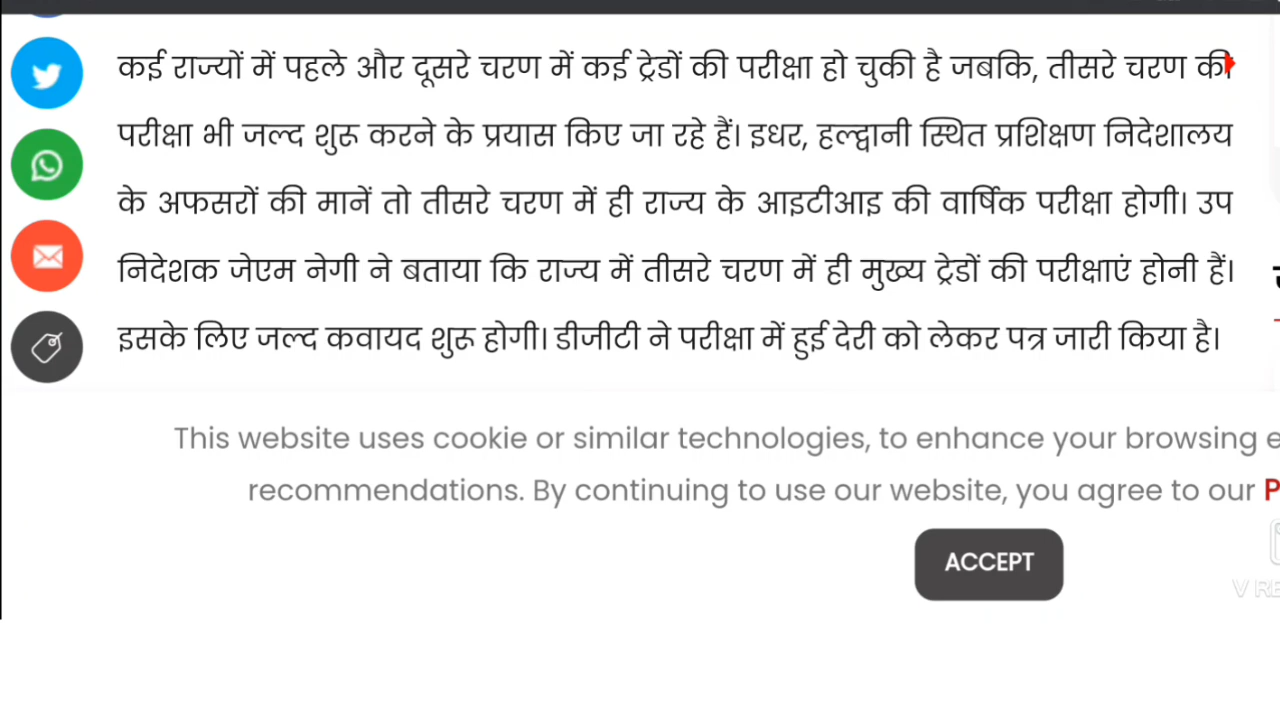 कई राज्यों में पहले और दूसरे चरण में कई ट्रेडों की परीक्षा हो चुकी है जबकि, तीसरे चरण की
परीक्षा भी जल्द शुरू करने के प्रयास किए जा रहे हैं। इधर, हल्द्वानी स्थित प्रशिक्षण निदेशालय
के अफसरों की मानें तो तीसरे चरण में ही राज्य के आइटीआइ की वार्षिक परीक्षा होगी। उप
निदेशक जेएम नेगी ने बताया कि राज्य में तीसरे चरण में ही मुख्य ट्रेडों की परीक्षाएं होनी हैं।
इसके लिए जल्द कवायद शुरू होगी। डीजीटी ने परीक्षा में हुई देरी को लेकर पत्र जारी किया है।
This website uses cookie or similar technologies, to enhance your browsing
recommendations. By continuing to use our website, you agree to our
ACCEPT